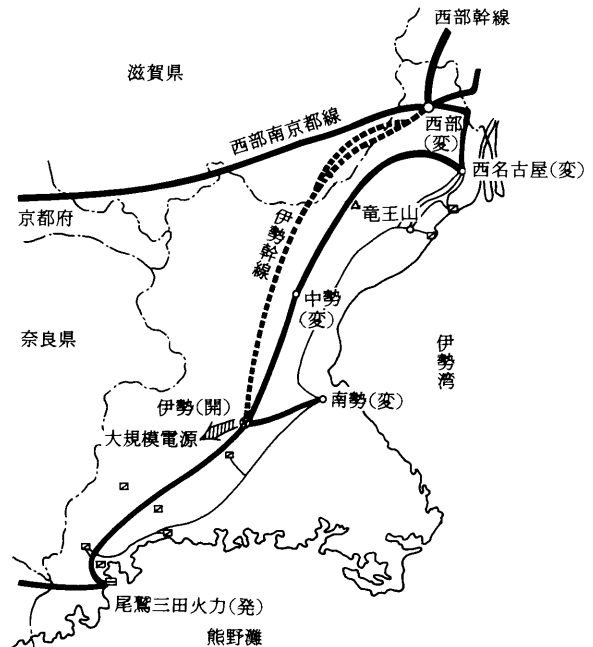 西部幹線
滋賀県
西部南京都線
西部
(変)
西名古屋(変)
京都府
竜王山
伊勢幹線
中勢
(変)
奈良県
伊勢湾
伊勢(開)
南勢(変)
大規模電源
尾鷲三田火力(発)
熊野灘